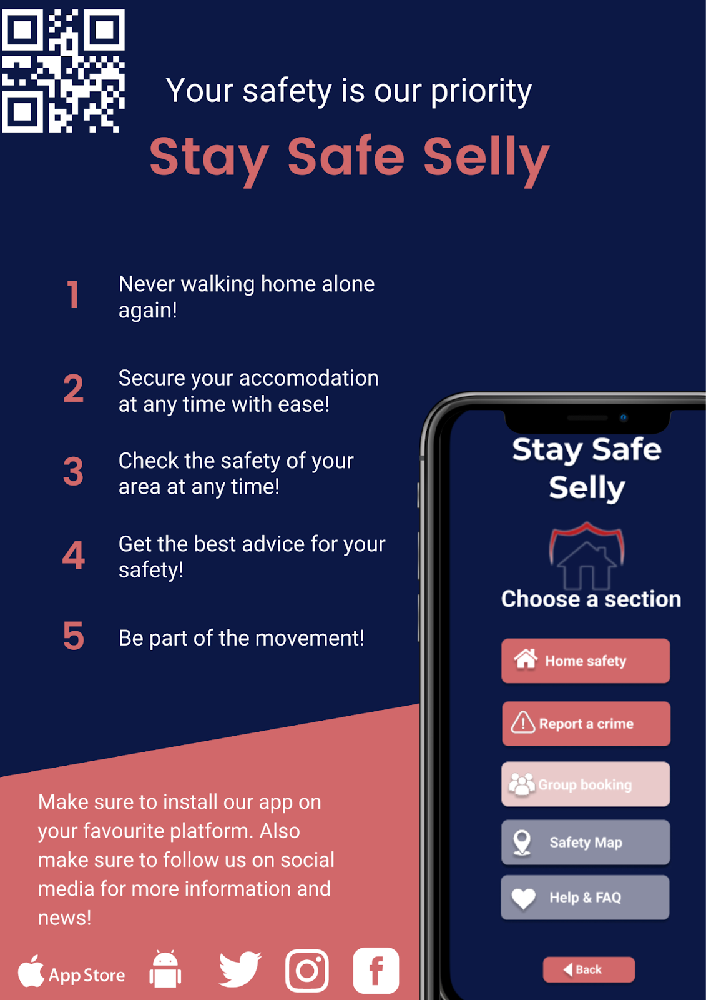 Your safety is our priority
Stay Safe Selly
1
Never walking home alone
again!
2
Secure your accomodation
at any time with ease!
3
Check the safety of your
area at any time!
4
Get the best advice for your
safety!
5
Be part of the movement!
Make sure to install our app on
your favourite platform. Also
make sure to follow us on social
media for more information and
news!
App Store
Stay Safe
Selly
Choose a section
Home safety
Report a crime
Group booking
Safety Map
Help & FAQ
Back